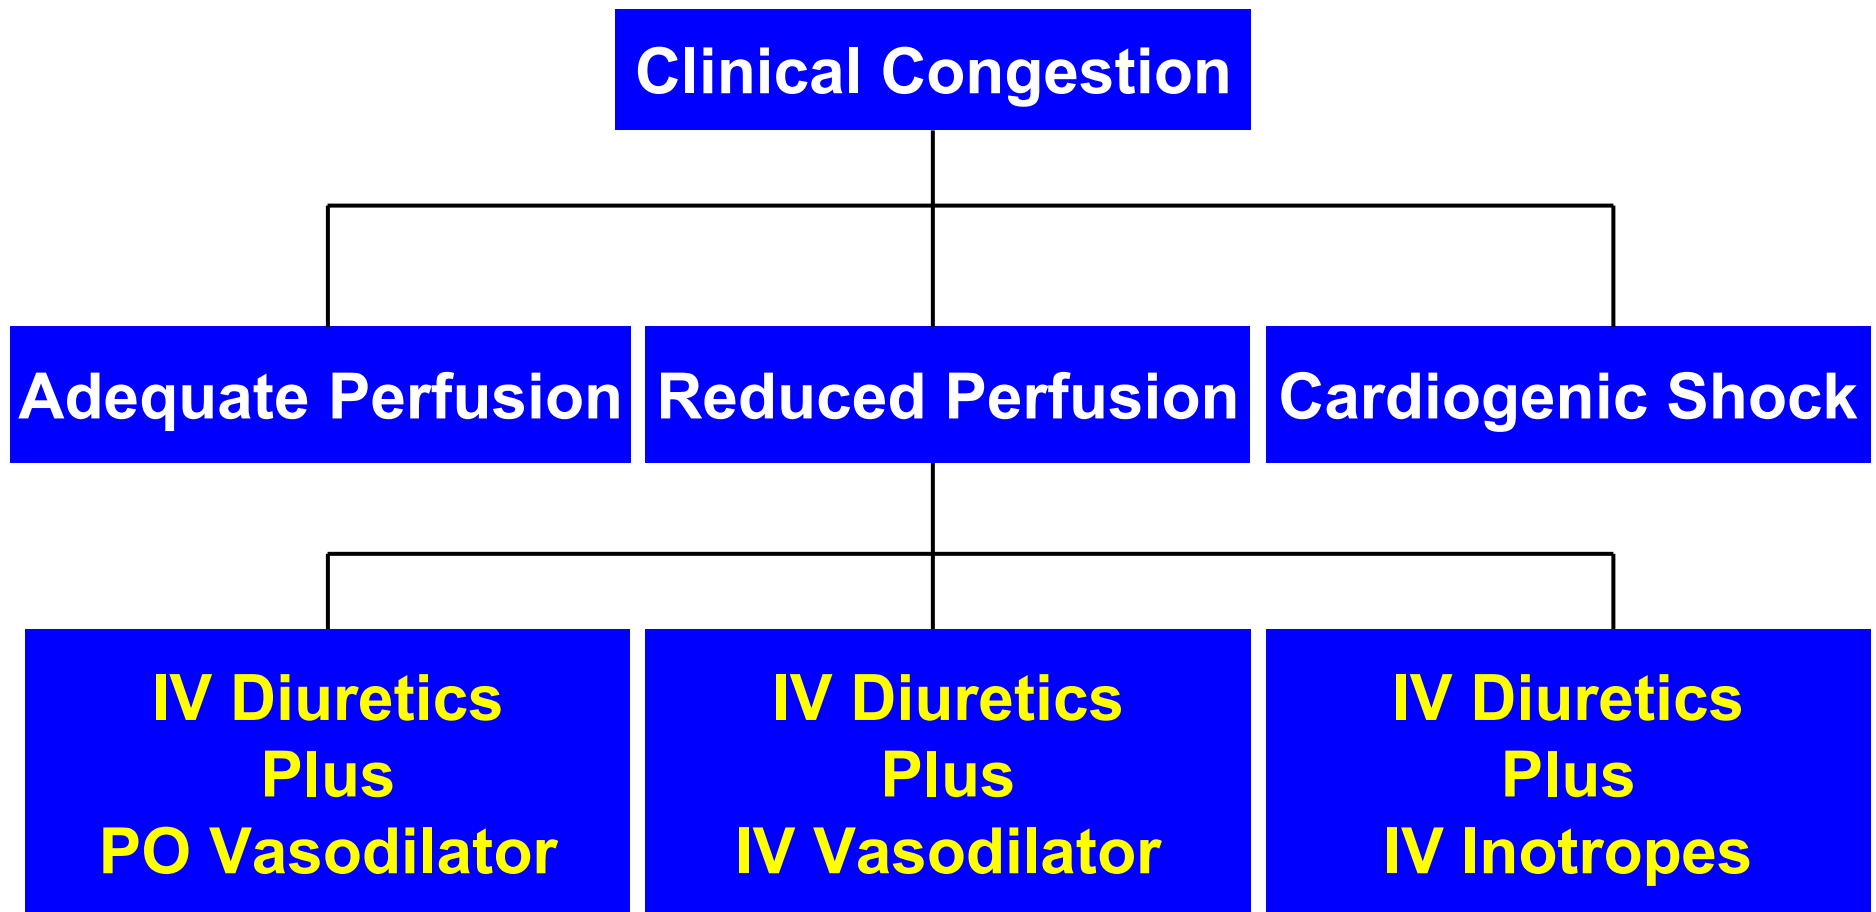 Clinical Congestion
Adequate Perfusion
Reduced Perfusion
Cardiogenic Shock
IV Diuretics
Plus
PO Vasodilator
IV Diuretics
Plus
IV Vasodilator
IV Diuretics
Plus
IV Inotropes